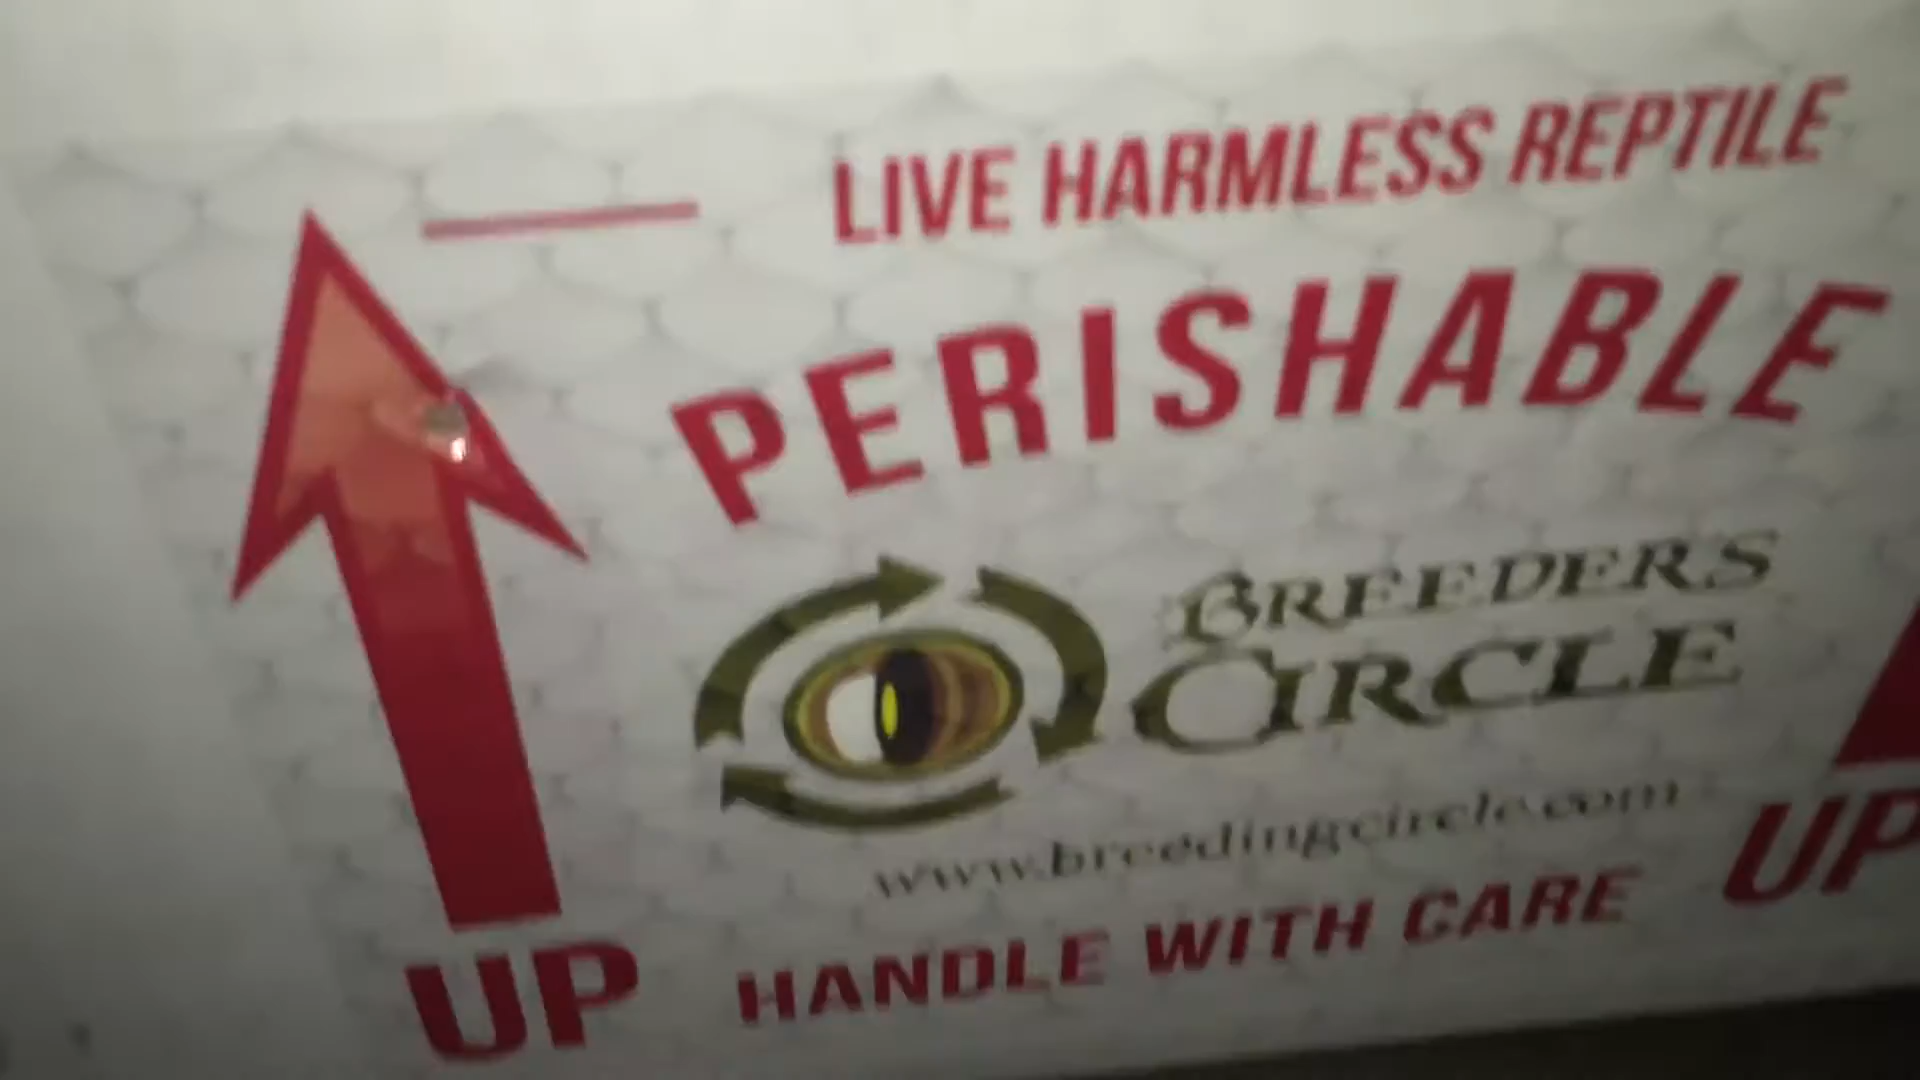 LIVE HARMLESS REPTILE
PERISHABLE
BREEDERS
CIRCLE
www.breedingcircle.com
UP HANDLE WITH CARE UP